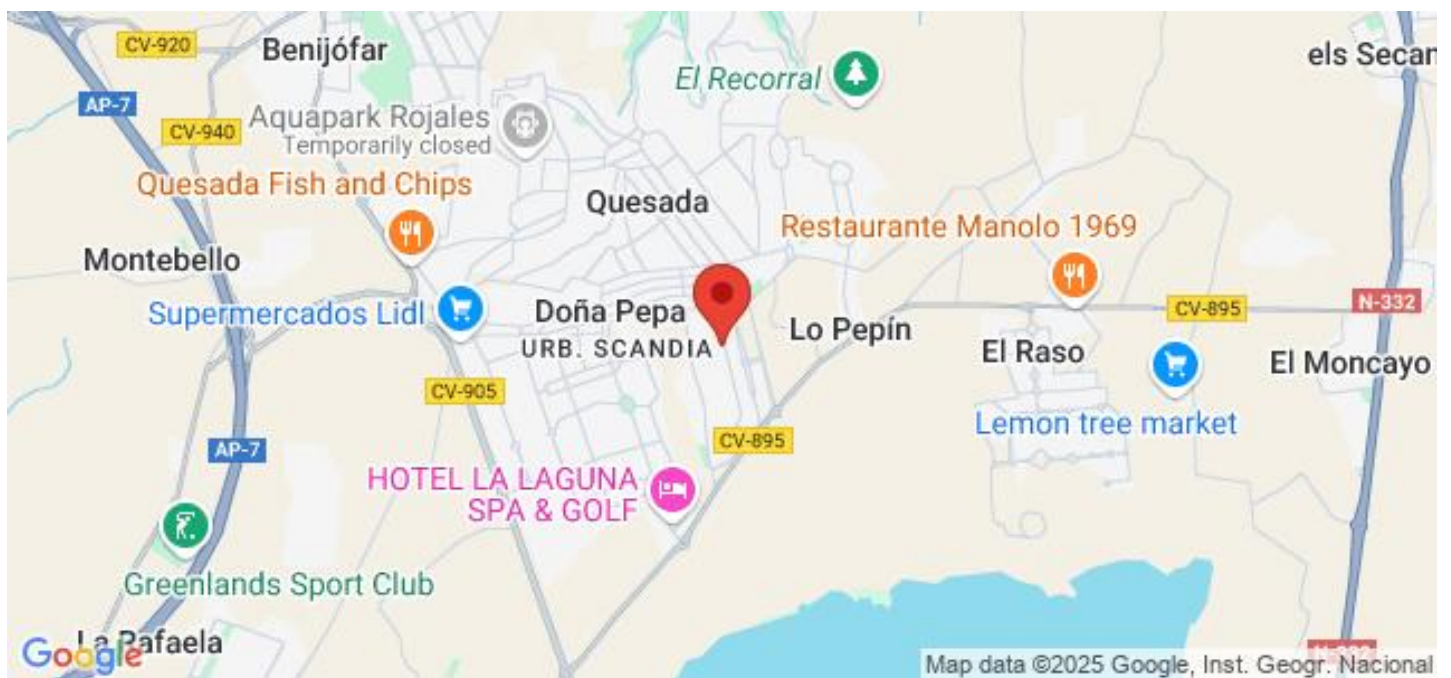 CV-920
Benijófar
els Secan
El Recorral
AP-7
Aquapark Rojales
Temporarily closed
CV-940
Quesada Fish and Chips
Quesada
Restaurante Manolo 1969
Montebello
Supermercados Lidl
Doña Pepa
URB. SCANDIA
Lo Pepín
CV-895
N-332
El Raso
El Moncayo
CV-905
Lemon tree market
AP-7
CV-895
HOTEL LA LAGUNA
SPA & GOLF
Greenlands Sport Club
La Rafaela
Google
N-332
Map data ©2025 Google, Inst. Geogr. Nacional